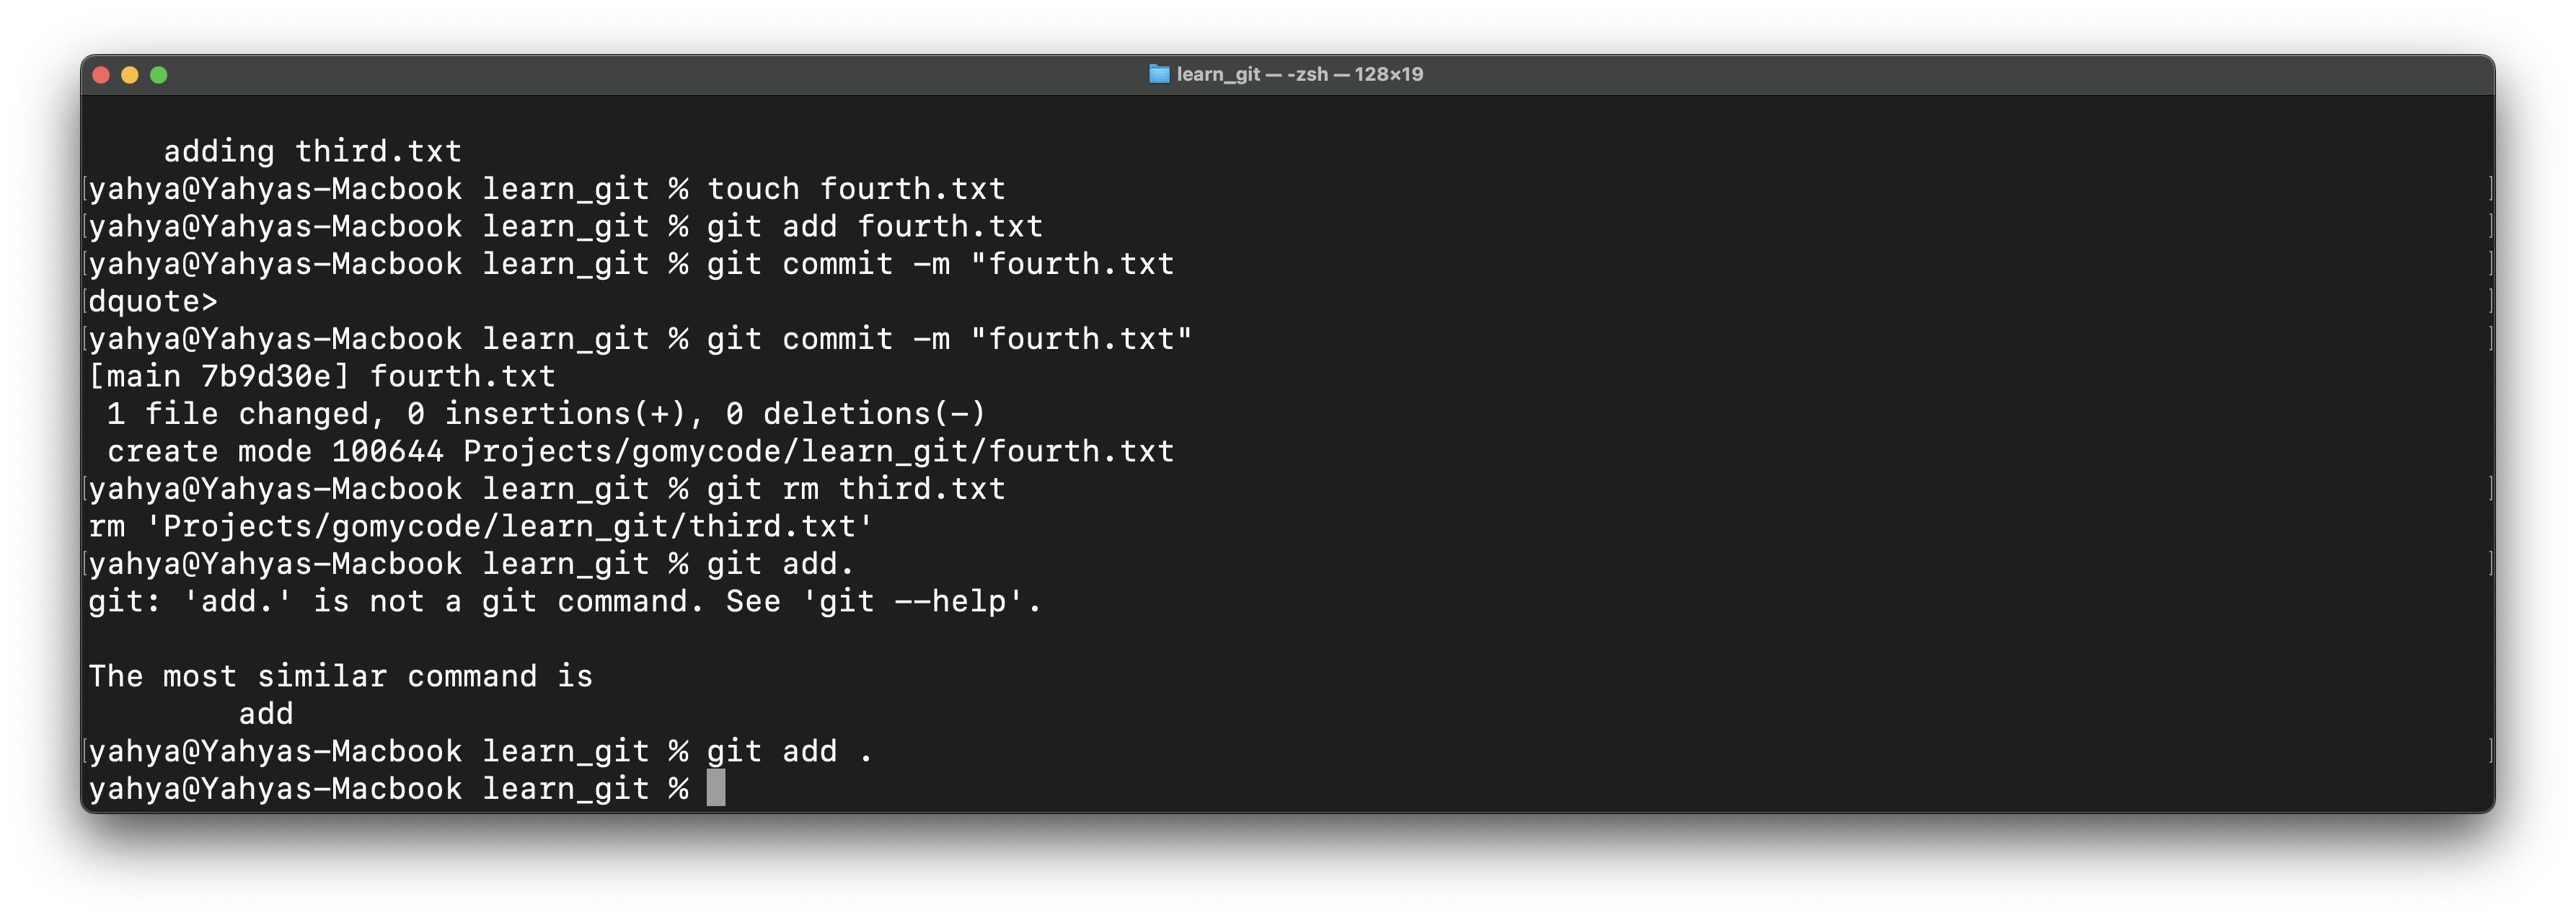 learn_git — -zsh — 128×19
    adding third.txt
[yahya@Yahyas-Macbook learn_git % touch fourth.txt ]
[yahya@Yahyas-Macbook learn_git % git add fourth.txt ]
[yahya@Yahyas-Macbook learn_git % git commit -m "fourth.txt ]
[dquote> ]
[yahya@Yahyas-Macbook learn_git % git commit -m "fourth.txt" ]
[main 7b9d30e] fourth.txt
 1 file changed, 0 insertions(+), 0 deletions(-)
 create mode 100644 Projects/gomycode/learn_git/fourth.txt
[yahya@Yahyas-Macbook learn_git % git rm third.txt ]
rm 'Projects/gomycode/learn_git/third.txt'
[yahya@Yahyas-Macbook learn_git % git add. ]
git: 'add.' is not a git command. See 'git --help'.
The most similar command is
        add
[yahya@Yahyas-Macbook learn_git % git add . ]
yahya@Yahyas-Macbook learn_git %